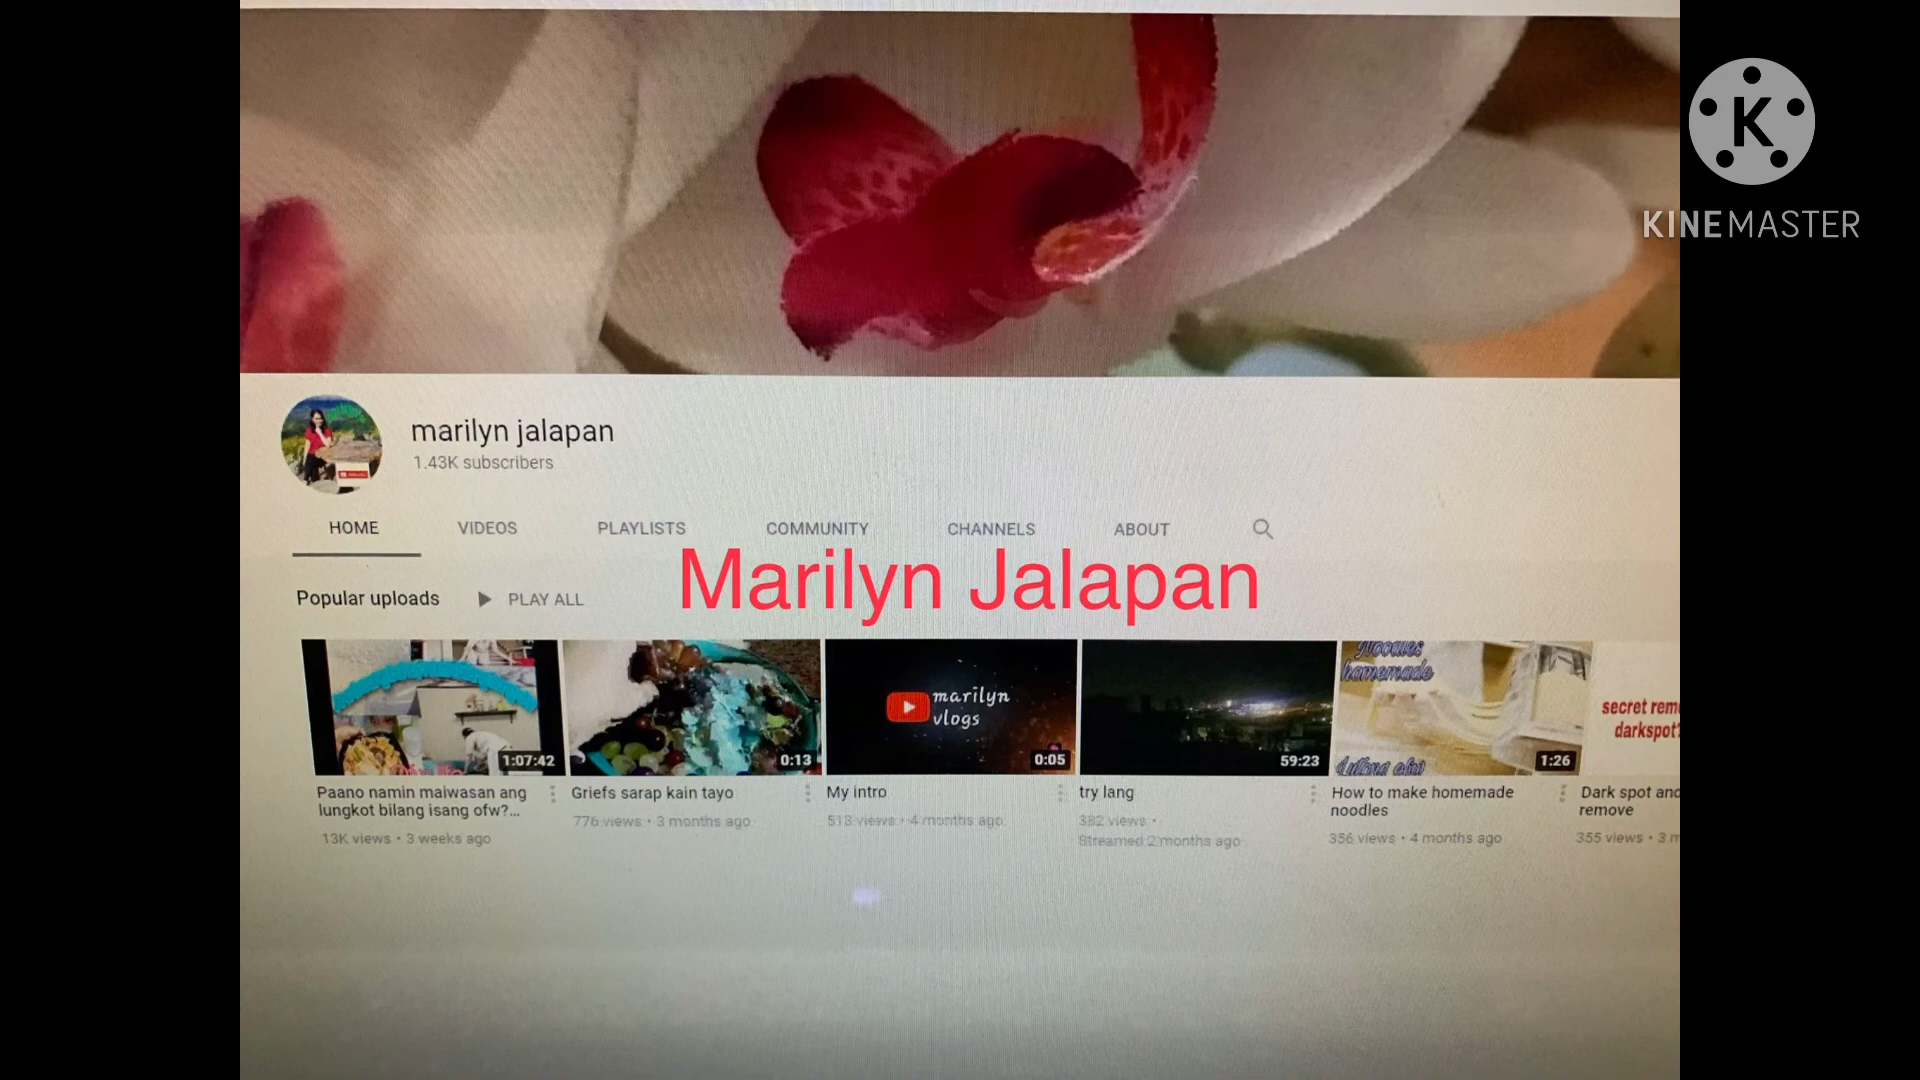 KINEMASTER
marilyn jalapan
1.43K subscribers
HOME VIDEOS PLAYLISTS COMMUNITY CHANNELS ABOUT
Marilyn Jalapan
Popular uploads PLAY ALL
marilyn
vlogs
Noodles
homemade
secret rem
darkspot?
1:07:42
0:13
0:05
59:23
1:26
Paano namin maiwasan ang
lungkot bilang isang ofw?...
13K views • 3 weeks ago
Griefs sarap kain tayo
776 views • 3 months ago
My intro
513 views • 4 months ago
try lang
382 views •
Streamed 2 months ago
How to make homemade
noodles
356 views • 4 months ago
Dark spot and
remove
355 views • 3 m